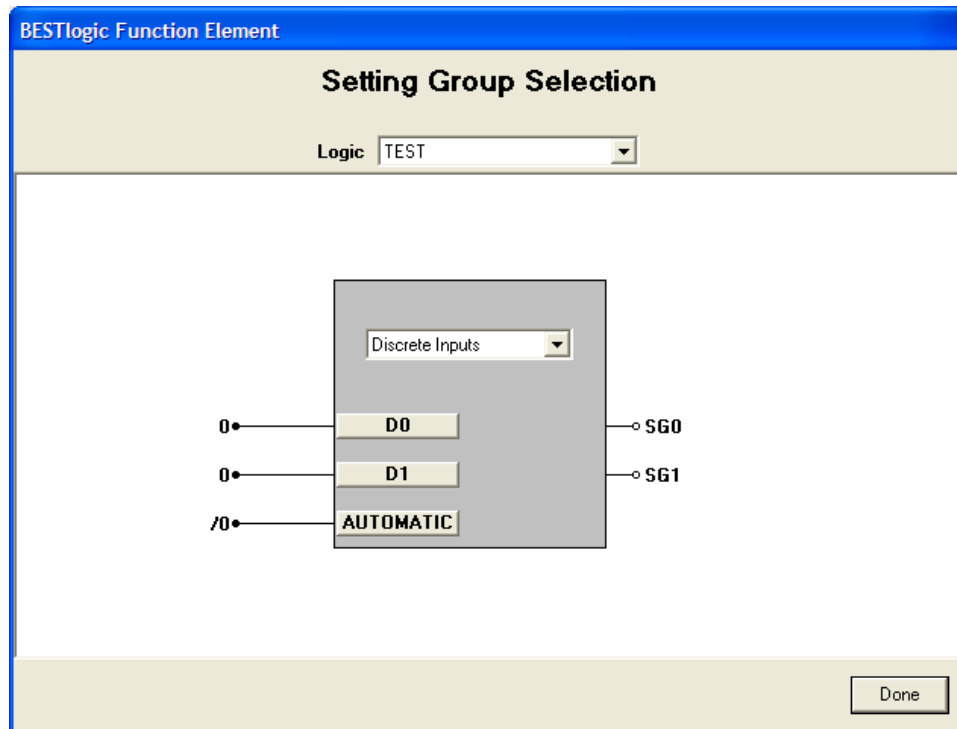 BESTlogic Function Element
Setting Group Selection
Logic TEST
Discrete Inputs
0 D0 SG0
0 D1 SG1
/0 AUTOMATIC
Done